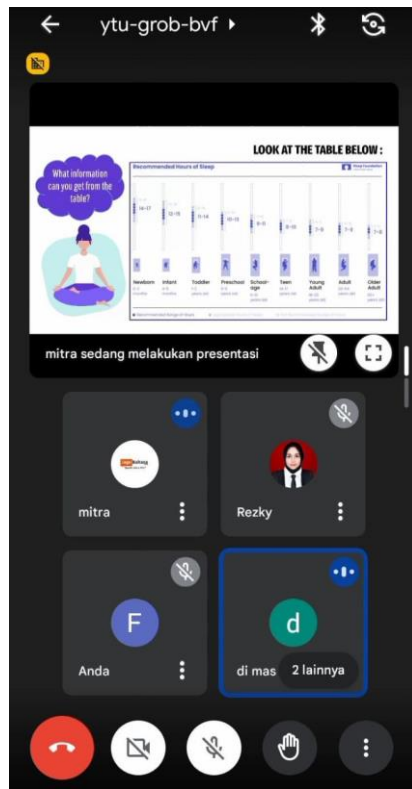 ytu-grob-bvf
LOOK AT THE TABLE BELOW :
What information
can you get from the
table?
Recommended Hours of Sleep
14-17
12-15
11-14
10-13
9-11
8-10
7-9
7-9
7-8
Newborn
Infant
Toddler
Preschool
School-
age
Teen
Young
Adult
Adult
Older
Adult
mitra sedang melakukan presentasi
mitra
Rezky
F
Anda
d
di mas
2 lainnya